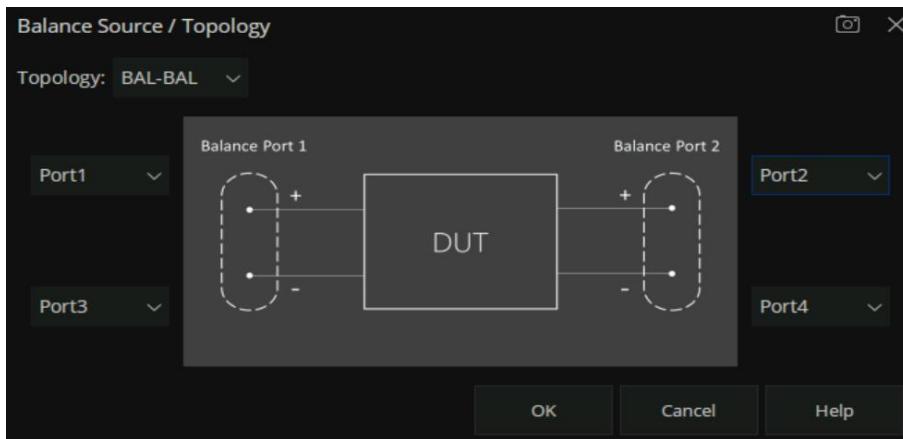 Balance Source / Topology
Topology: BAL-BAL
Balance Port 1 Balance Port 2
Port1 Port2
+ +
DUT
- -
Port3 Port4
OK Cancel Help